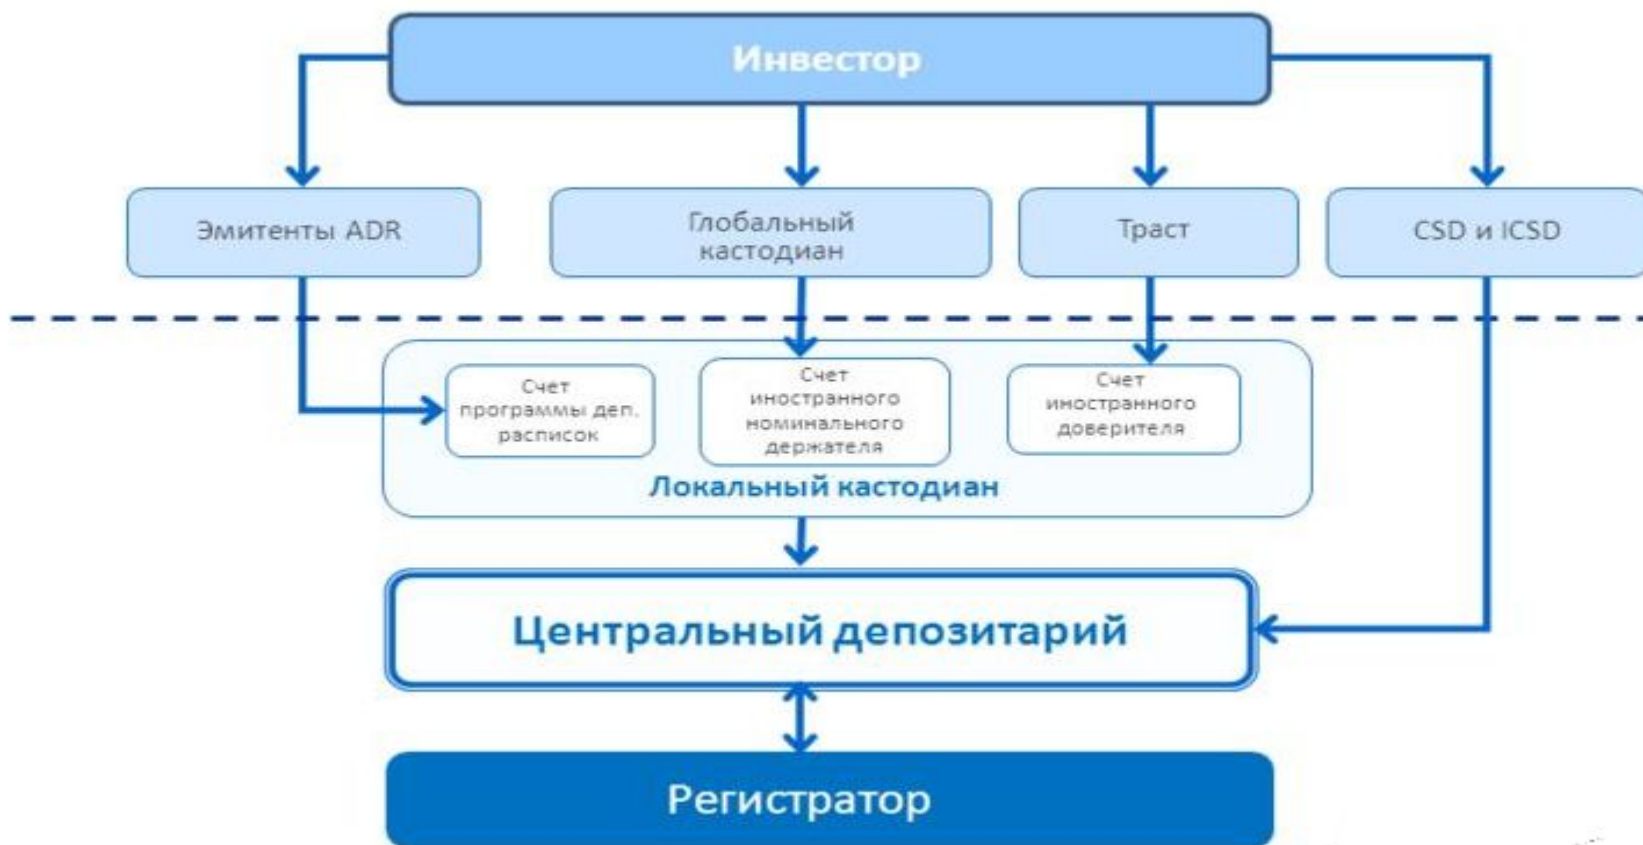 Инвестор
Эмитенты ADR
Глобальный
кастодиан
Траст
CSD и ICSD
Счет
программы деп.
расписок
Счет
иностранного
номинального
держателя
Счет
иностранного
доверителя
Локальный кастодиан
Центральный депозитарий
Регистратор